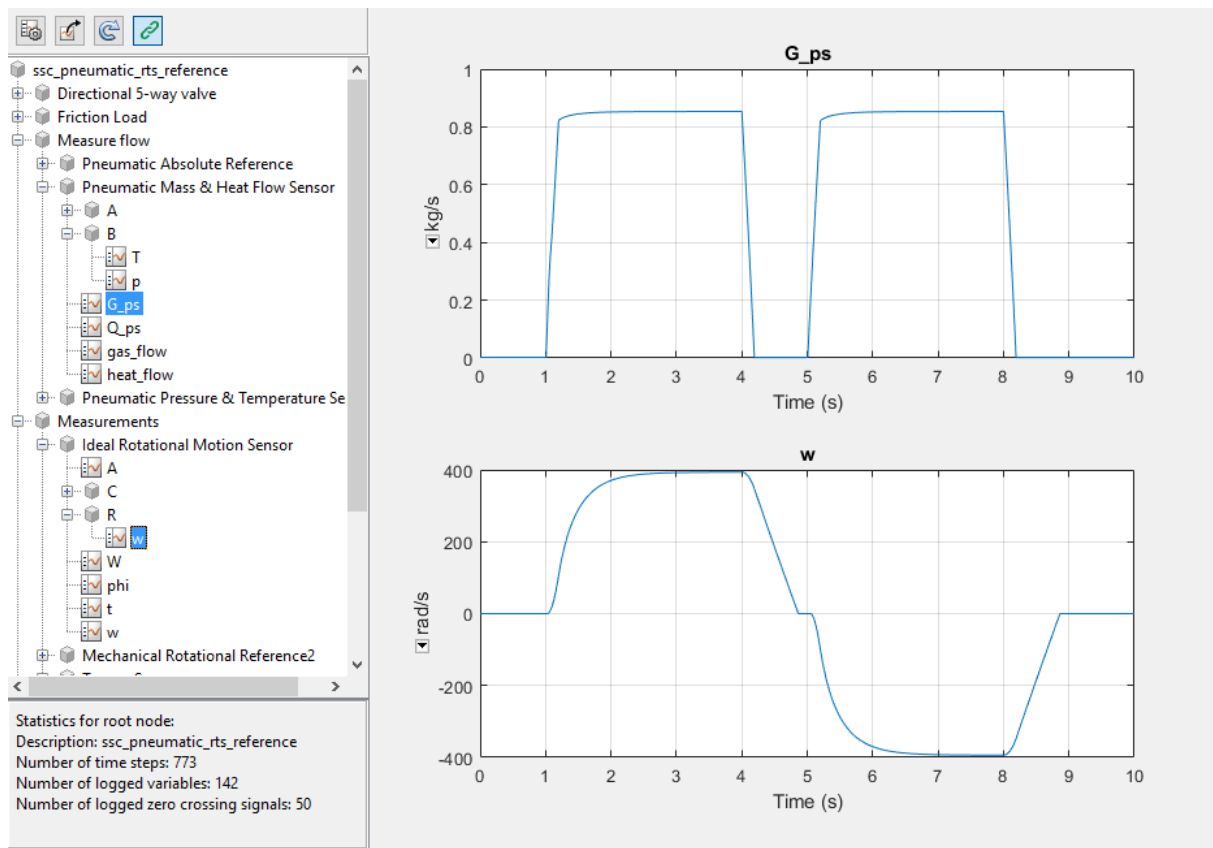 ssc_pneumatic_rts_reference
Directional 5-way valve
Friction Load
Measure flow
Pneumatic Absolute Reference
Pneumatic Mass & Heat Flow Sensor
A
B
T
p
G_ps
Q_ps
gas_flow
heat_flow
Pneumatic Pressure & Temperature Se
Measurements
Ideal Rotational Motion Sensor
A
C
R
w
W
phi
t
w
Mechanical Rotational Reference2
Statistics for root node:
Description: ssc_pneumatic_rts_reference
Number of time steps: 773
Number of logged variables: 142
Number of logged zero crossing signals: 50
G_ps
1
0.8
0.6
0.4
0.2
0
kg/s
0 1 2 3 4 5 6 7 8 9 10
Time (s)
w
400
200
0
-200
-400
rad/s
0 1 2 3 4 5 6 7 8 9 10
Time (s)